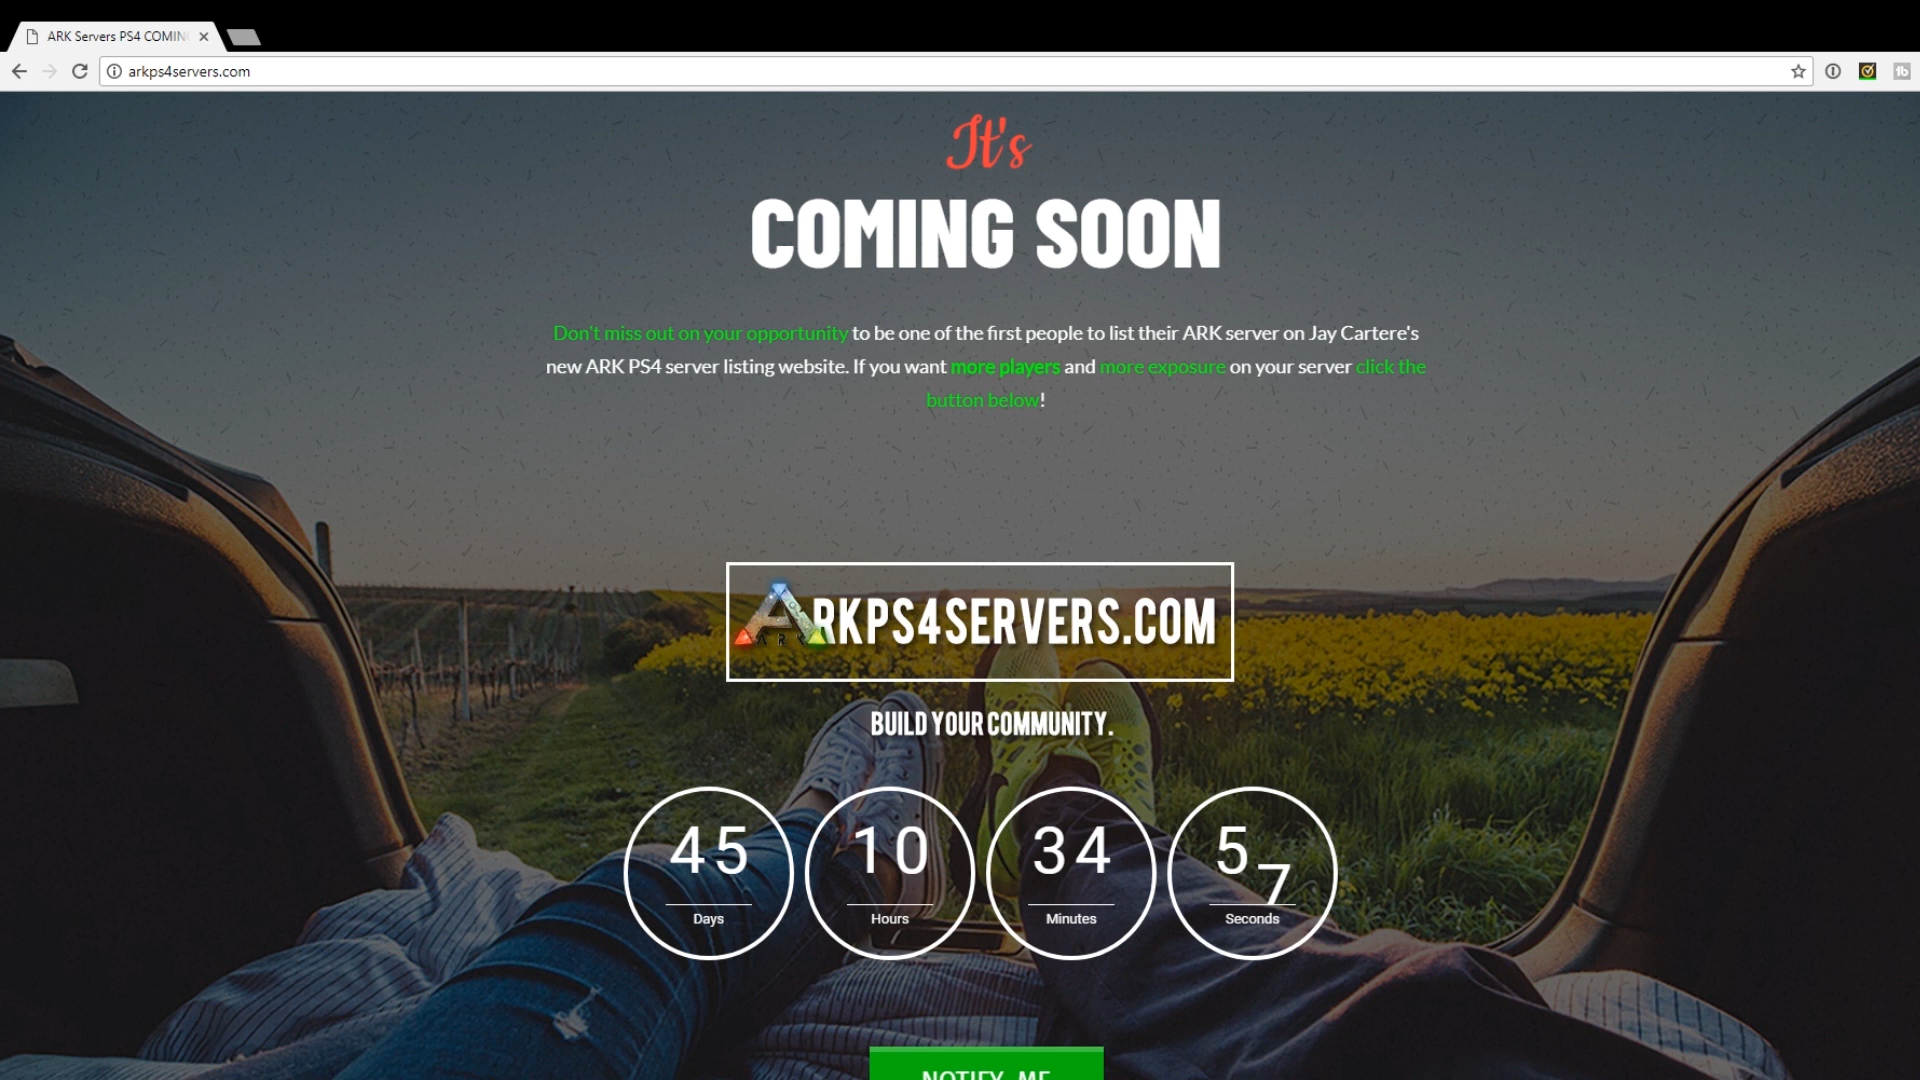 ARK Servers PS4 COMIN
arkps4servers.com
It's
COMING SOON
Don't miss out on your opportunity to be one of the first people to list their ARK server on Jay Cartere's
new ARK PS4 server listing website. If you want more players and more exposure on your server click the
button below!
ARKPS4SERVERS.COM
ARK
BUILD YOUR COMMUNITY.
45 10 34 57
Days Hours Minutes Seconds
NOTIFY ME